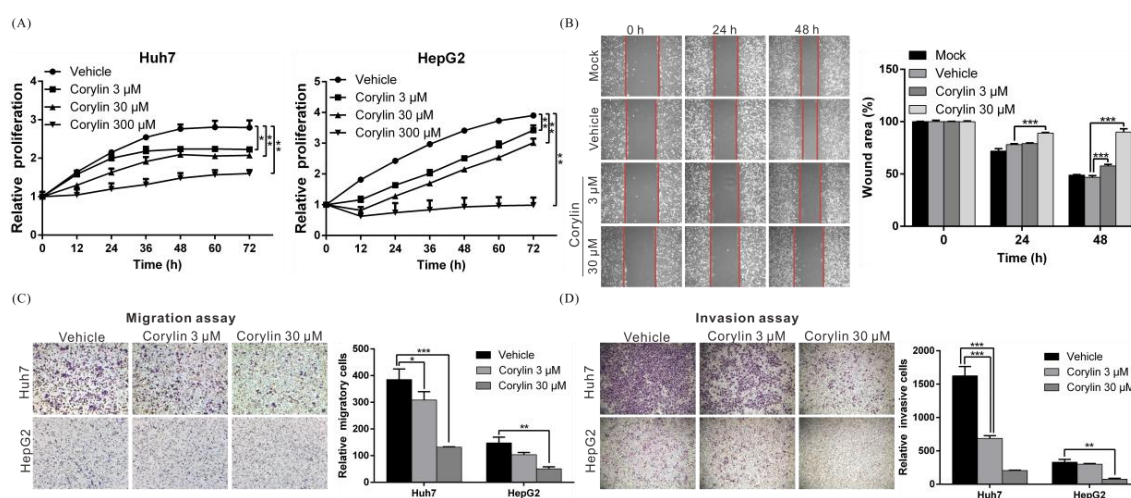 (A)
Huh7
Relative proliferation
4
3
2
1
0
Vehicle
Corylin 3 μM
Corylin 30 μM
Corylin 300 μM
*
**
**
0 12 24 36 48 60 72
Time (h)
HepG2
Relative proliferation
5
4
3
2
1
0
Vehicle
Corylin 3 μM
Corylin 30 μM
Corylin 300 μM
**
0 12 24 36 48 60 72
Time (h)
(B)
0 h 24 h 48 h
Mock
Vehicle
Corylin
3 μM
30 μM
Wound area (%)
150
100
50
0
Mock
Vehicle
Corylin 3 μM
Corylin 30 μM
***
***
***
0 24 48
Time (h)
(C)
Migration assay
Vehicle Corylin 3 μM Corylin 30 μM
Huh7
HepG2
Relative migratory cells
500
400
300
200
100
0
Vehicle
Corylin 3 μM
Corylin 30 μM
***
*
**
Huh7 HepG2
(D)
Invasion assay
Vehicle Corylin 3 μM Corylin 30 μM
Huh7
HepG2
Relative invasive cells
2000
1500
1000
500
0
Vehicle
Corylin 3 μM
Corylin 30 μM
***
***
**
Huh7 HepG2